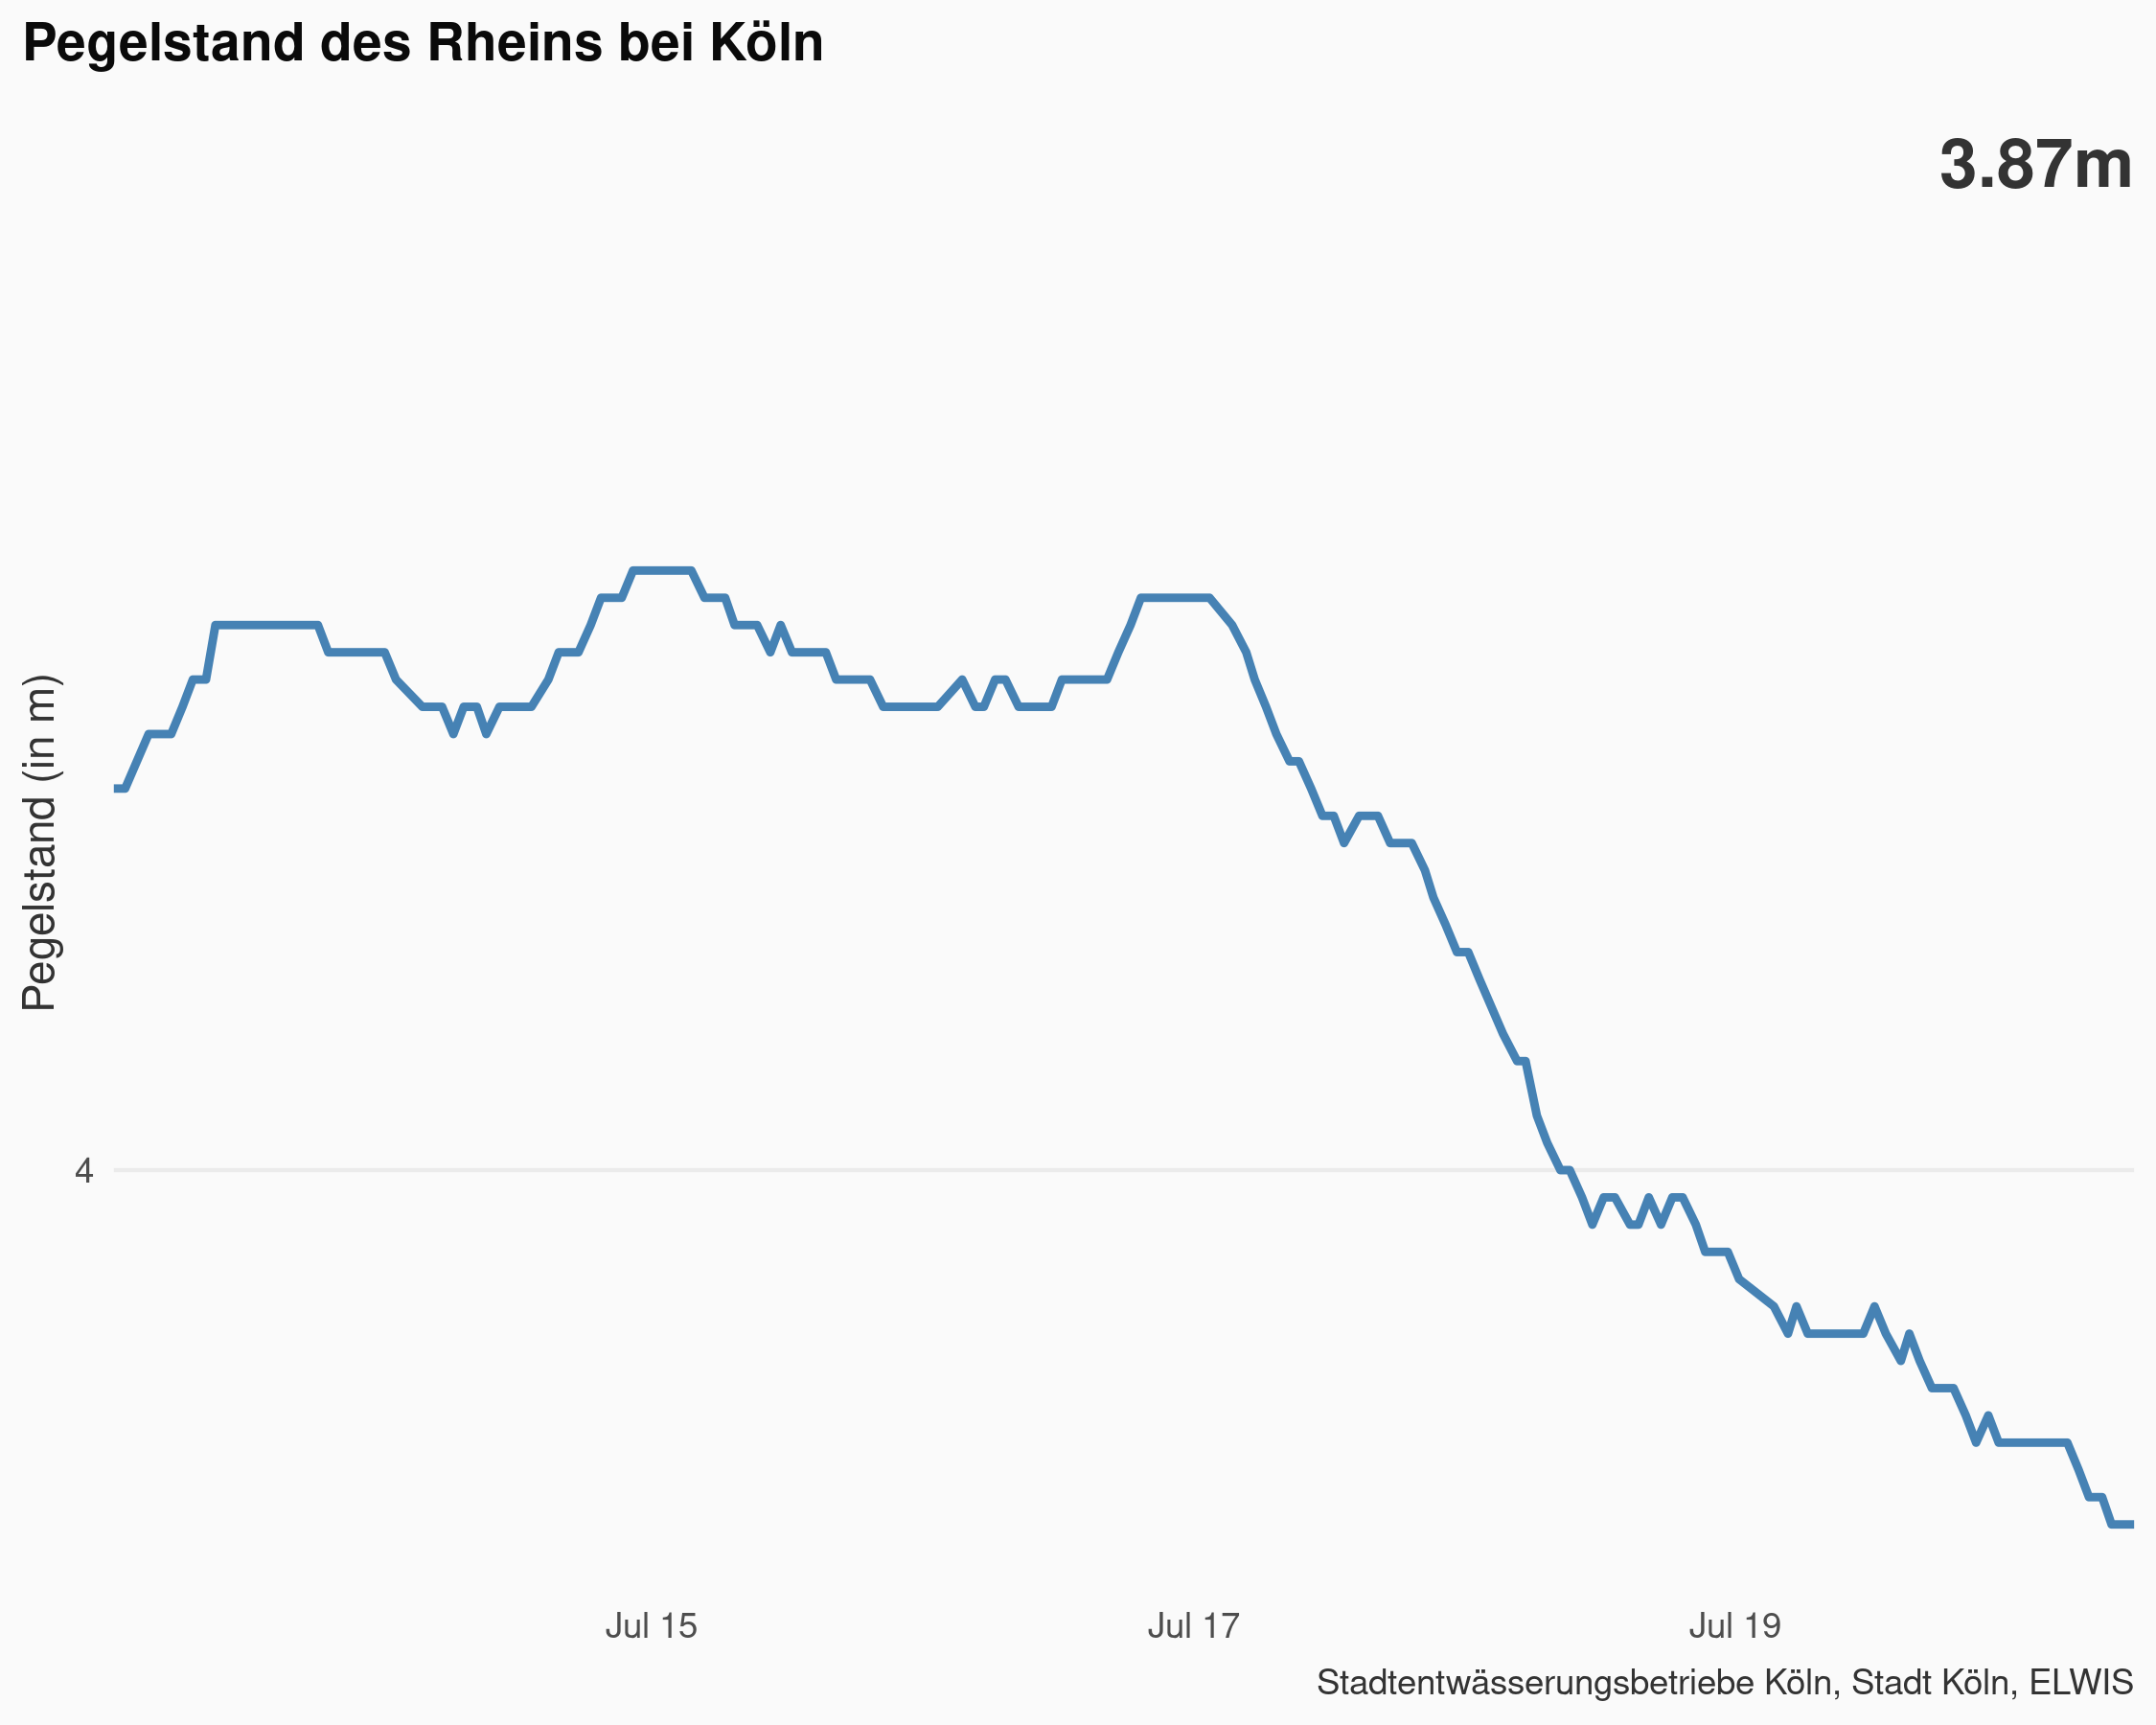 Pegelstand des Rheins bei Köln
3.87m
Pegelstand (in m)
4
Jul 15
Jul 17
Jul 19
Stadtentwässerungsbetriebe Köln, Stadt Köln, ELWIS